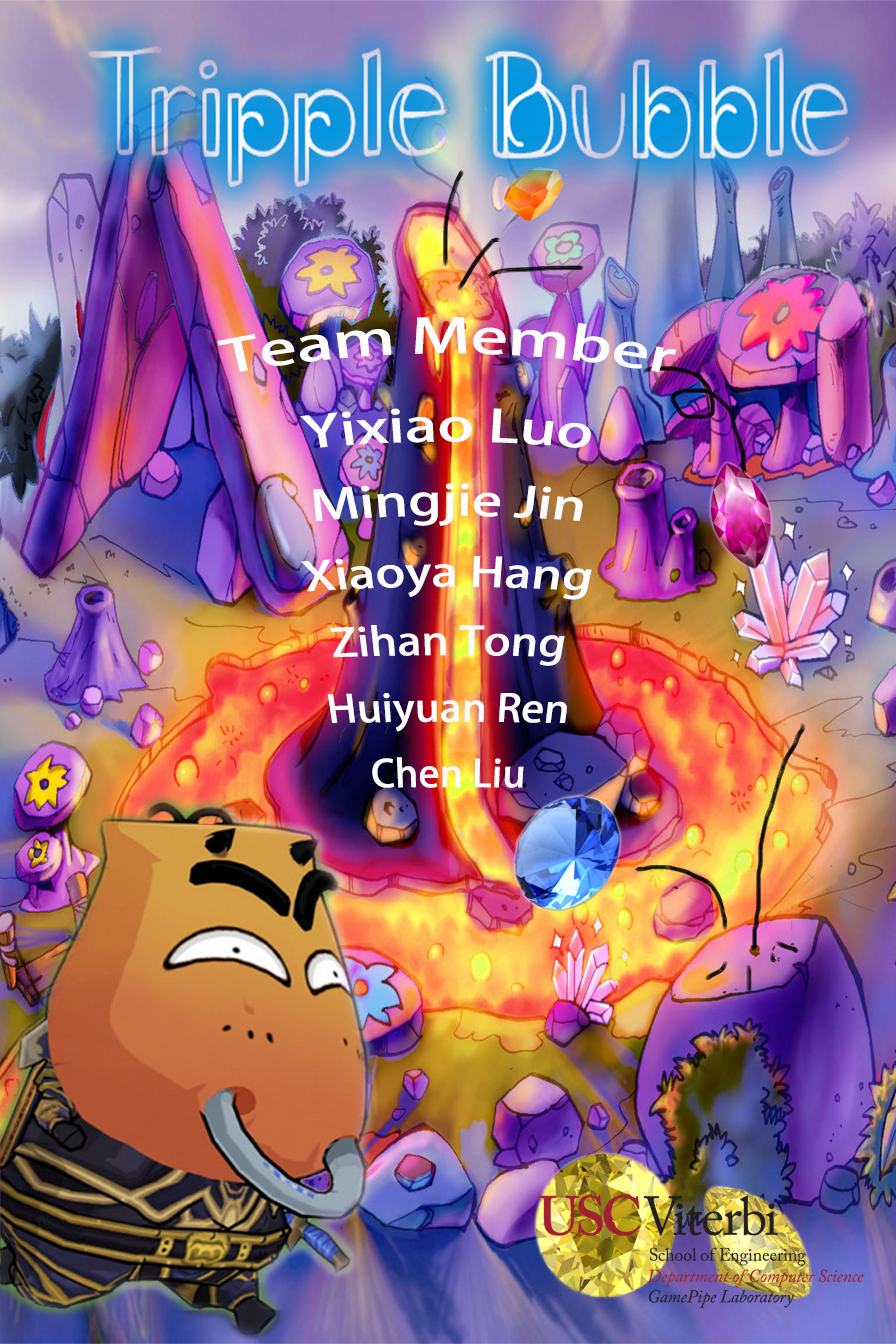 Tripple Bubble
Team Member
Yixiao Luo
Mingjie Jin
Xiaoya Hang
Zihan Tong
Huiyuan Ren
Chen Liu
USC Viterbi
School of Engineering
Department of Computer Science
GamePipe Laboratory